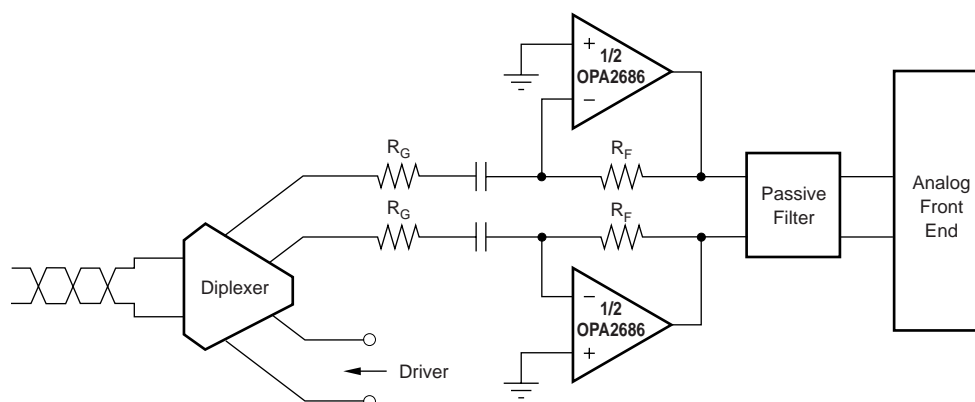 +
1/2
OPA2686
−
R_G
R_F
R_G
R_F
Passive
Filter
Analog
Front
End
Diplexer
−
1/2
OPA2686
+
Driver